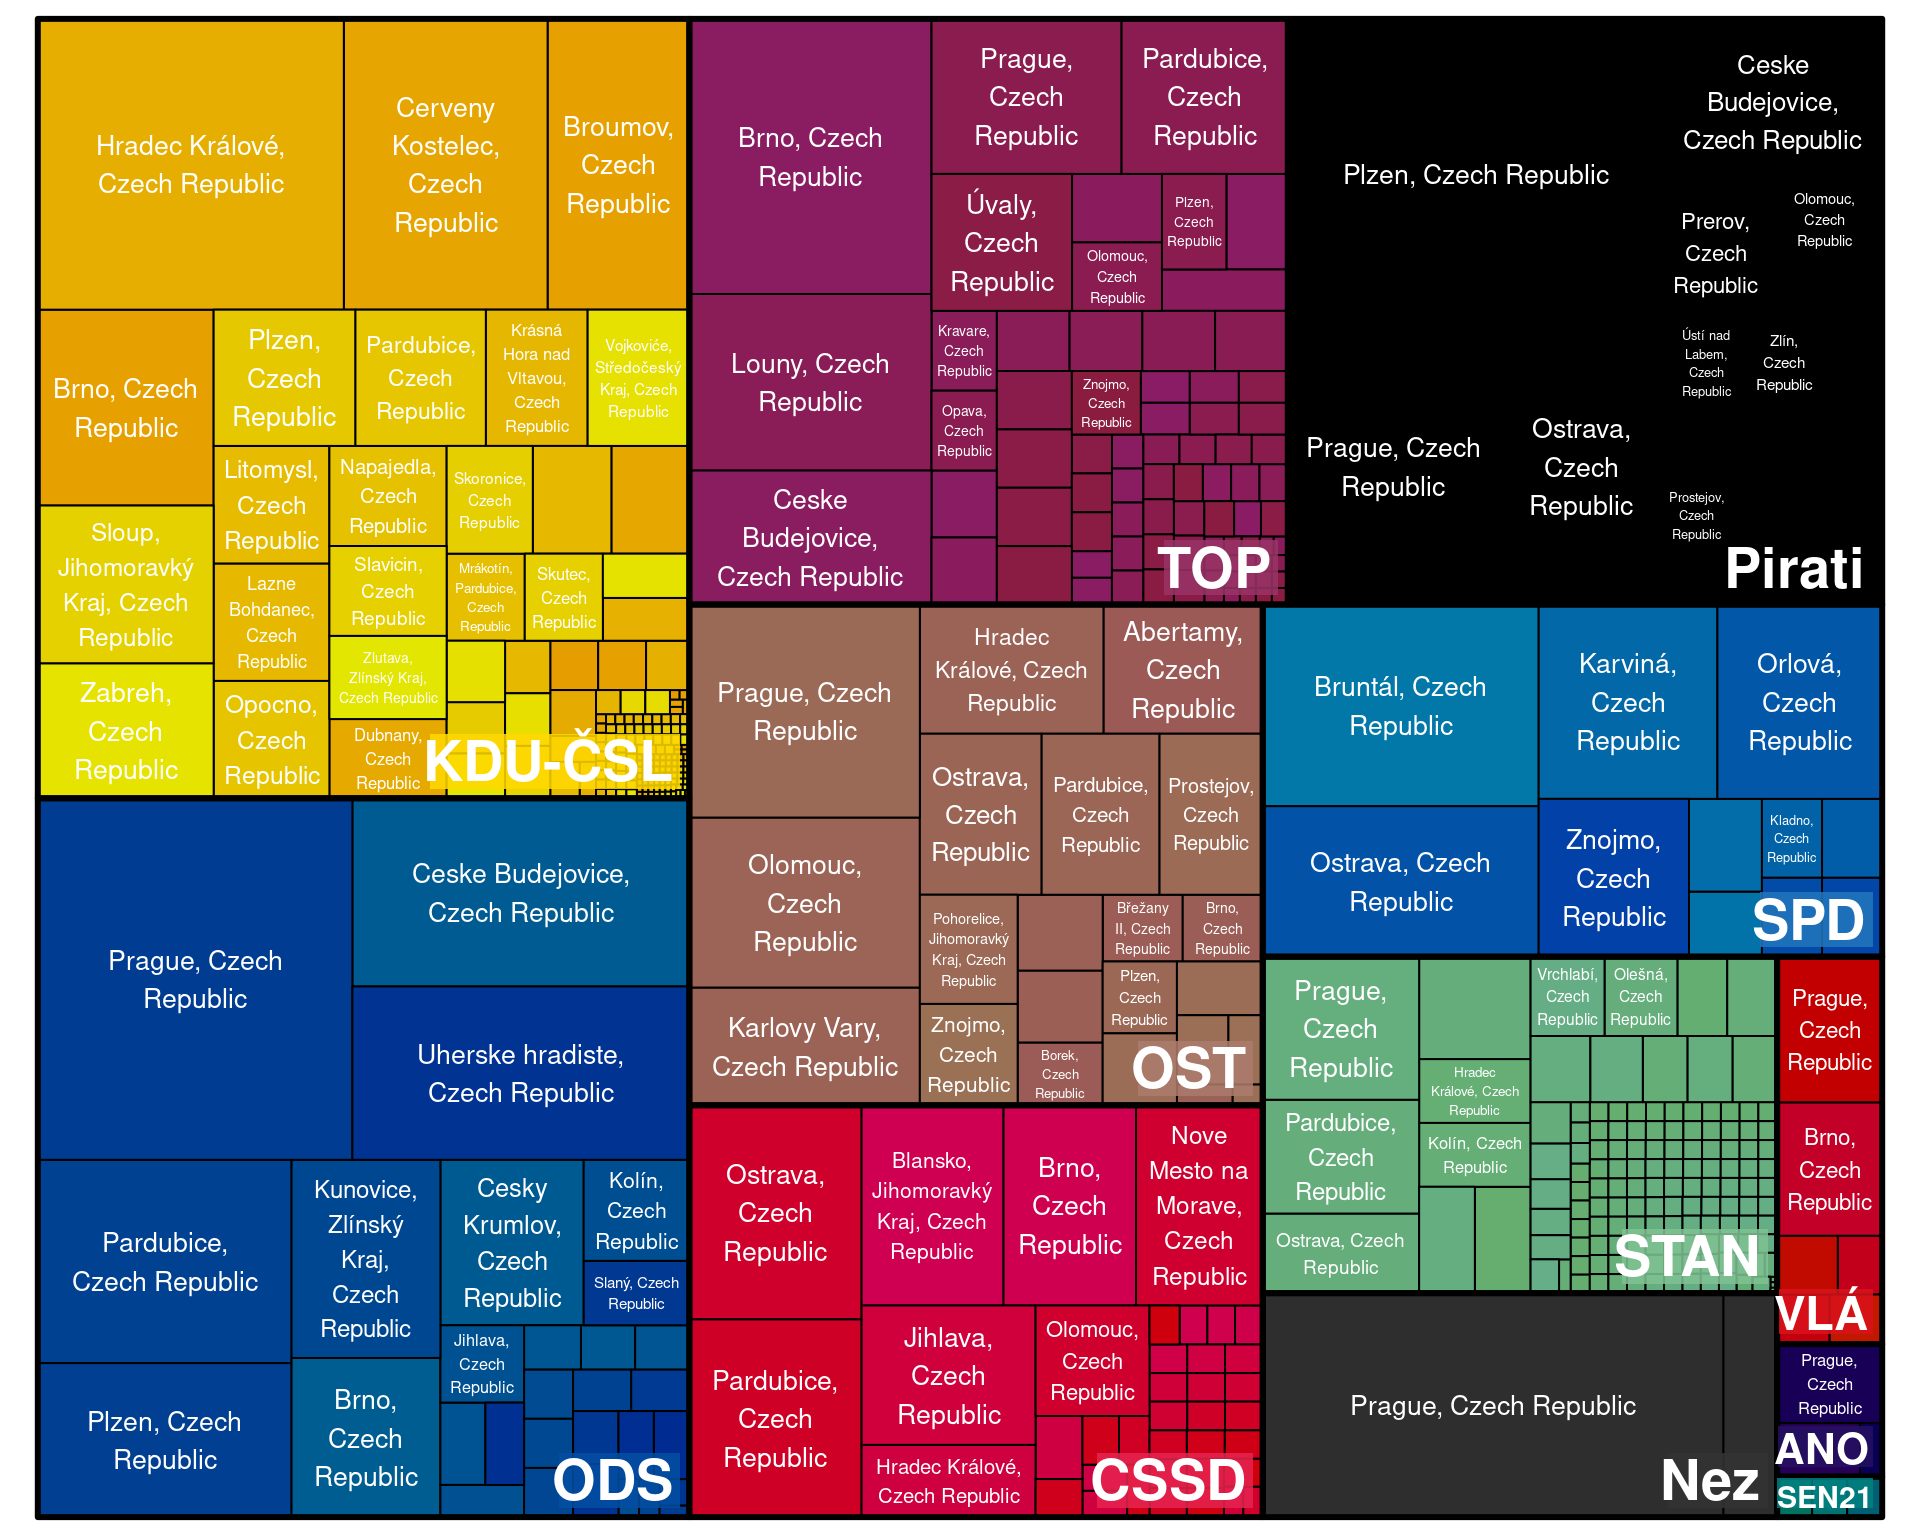 Hradec Králové,
Czech Republic
Cerveny
Kostelec,
Czech
Republic
Broumov,
Czech
Republic
Brno, Czech
Republic
Plzen,
Czech
Republic
Pardubice,
Czech
Republic
Krásná
Hora nad
Vltavou,
Czech
Republic
Vojkoviće,
Středočeský
Kraj, Czech
Republic
Sloup,
Jihomoravký
Kraj, Czech
Republic
Zabreh,
Czech
Republic
Litomysl,
Czech
Republic
Lazne
Bohdanec,
Czech
Republic
Opocno,
Czech
Republic
Napajedla,
Czech
Republic
Slavicin,
Czech
Republic
Zlutava,
Zlínský Kraj,
Czech Republic
Dubnany,
Czech
Republic
Skoronice,
Czech
Republic
Mrákotín,
Pardubice,
Czech
Republic
Skutec,
Czech
Republic
KDU-ČSL
Prague, Czech
Republic
Ceske Budejovice,
Czech Republic
Uherske hradiste,
Czech Republic
Pardubice,
Czech Republic
Plzen, Czech
Republic
Kunovice,
Zlínský
Kraj,
Czech
Republic
Brno,
Czech
Republic
Cesky
Krumlov,
Czech
Republic
Kolín,
Czech
Republic
Slaný, Czech
Republic
Jihlava,
Czech
Republic
ODS
Brno, Czech
Republic
Louny, Czech
Republic
Ceske
Budejovice,
Czech Republic
Prague,
Czech
Republic
Pardubice,
Czech
Republic
Úvaly,
Czech
Republic
Olomouc,
Czech
Republic
Plzen,
Czech
Republic
Kravare,
Czech
Republic
Opava,
Czech
Republic
Znojmo,
Czech
Republic
TOP
Prague, Czech
Republic
Olomouc,
Czech
Republic
Karlovy Vary,
Czech Republic
Hradec
Králové, Czech
Republic
Abertamy,
Czech
Republic
Ostrava,
Czech
Republic
Pardubice,
Czech
Republic
Prostejov,
Czech
Republic
Pohorelice,
Jihomoravký
Kraj, Czech
Republic
Znojmo,
Czech
Republic
Borek,
Czech
Republic
Břežany
II, Czech
Republic
Brno,
Czech
Republic
Plzen,
Czech
Republic
OST
Ostrava,
Czech
Republic
Pardubice,
Czech
Republic
Blansko,
Jihomoravký
Kraj, Czech
Republic
Brno,
Czech
Republic
Nove
Mesto na
Morave,
Czech
Republic
Jihlava,
Czech
Republic
Hradec Králové,
Czech Republic
Olomouc,
Czech
Republic
CSSD
Plzen, Czech Republic
Ceske
Budejovice,
Czech Republic
Prerov,
Czech
Republic
Olomouc,
Czech
Republic
Ústí nad
Labem,
Czech
Republic
Zlín,
Czech
Republic
Prague, Czech
Republic
Ostrava,
Czech
Republic
Prostejov,
Czech
Republic
Pirati
Bruntál, Czech
Republic
Ostrava, Czech
Republic
Karviná,
Czech
Republic
Orlová,
Czech
Republic
Znojmo,
Czech
Republic
Kladno,
Czech
Republic
SPD
Prague,
Czech
Republic
Pardubice,
Czech
Republic
Ostrava, Czech
Republic
Hradec
Králové, Czech
Republic
Kolín, Czech
Republic
Vrchlabí,
Czech
Republic
Olešná,
Czech
Republic
STAN
Prague,
Czech
Republic
Brno,
Czech
Republic
VLÁ
Prague, Czech Republic
Nez
Prague,
Czech
Republic
ANO
SEN21